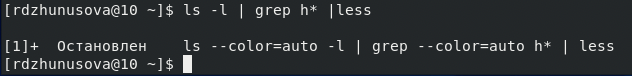 [rdzhunusova@10 ~]$ ls -l | grep h* |less
[1]+  Остановлен    ls --color=auto -l | grep --color=auto h* | less
[rdzhunusova@10 ~]$